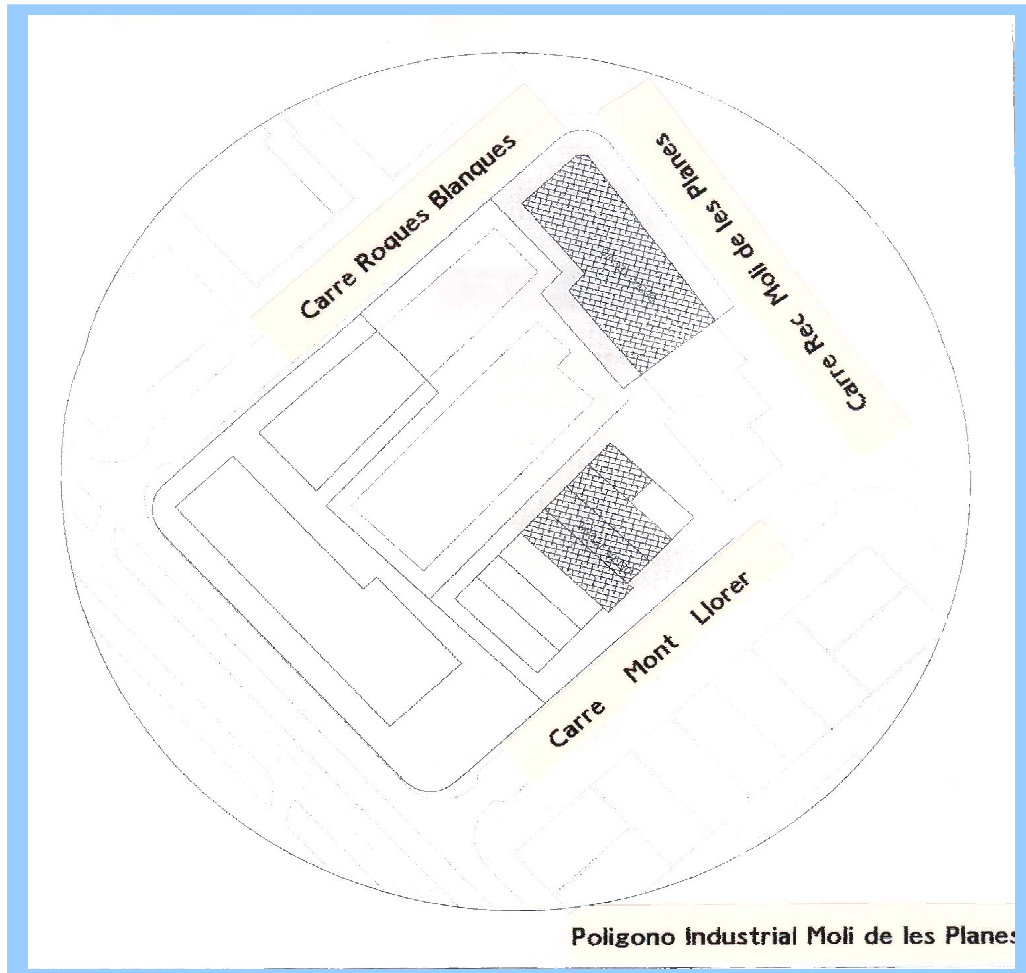 Carre Roques Blanques
Carre Rec Moli de les Planes
Carre Mont Llorer
Poligono Industrial Moli de les Planes